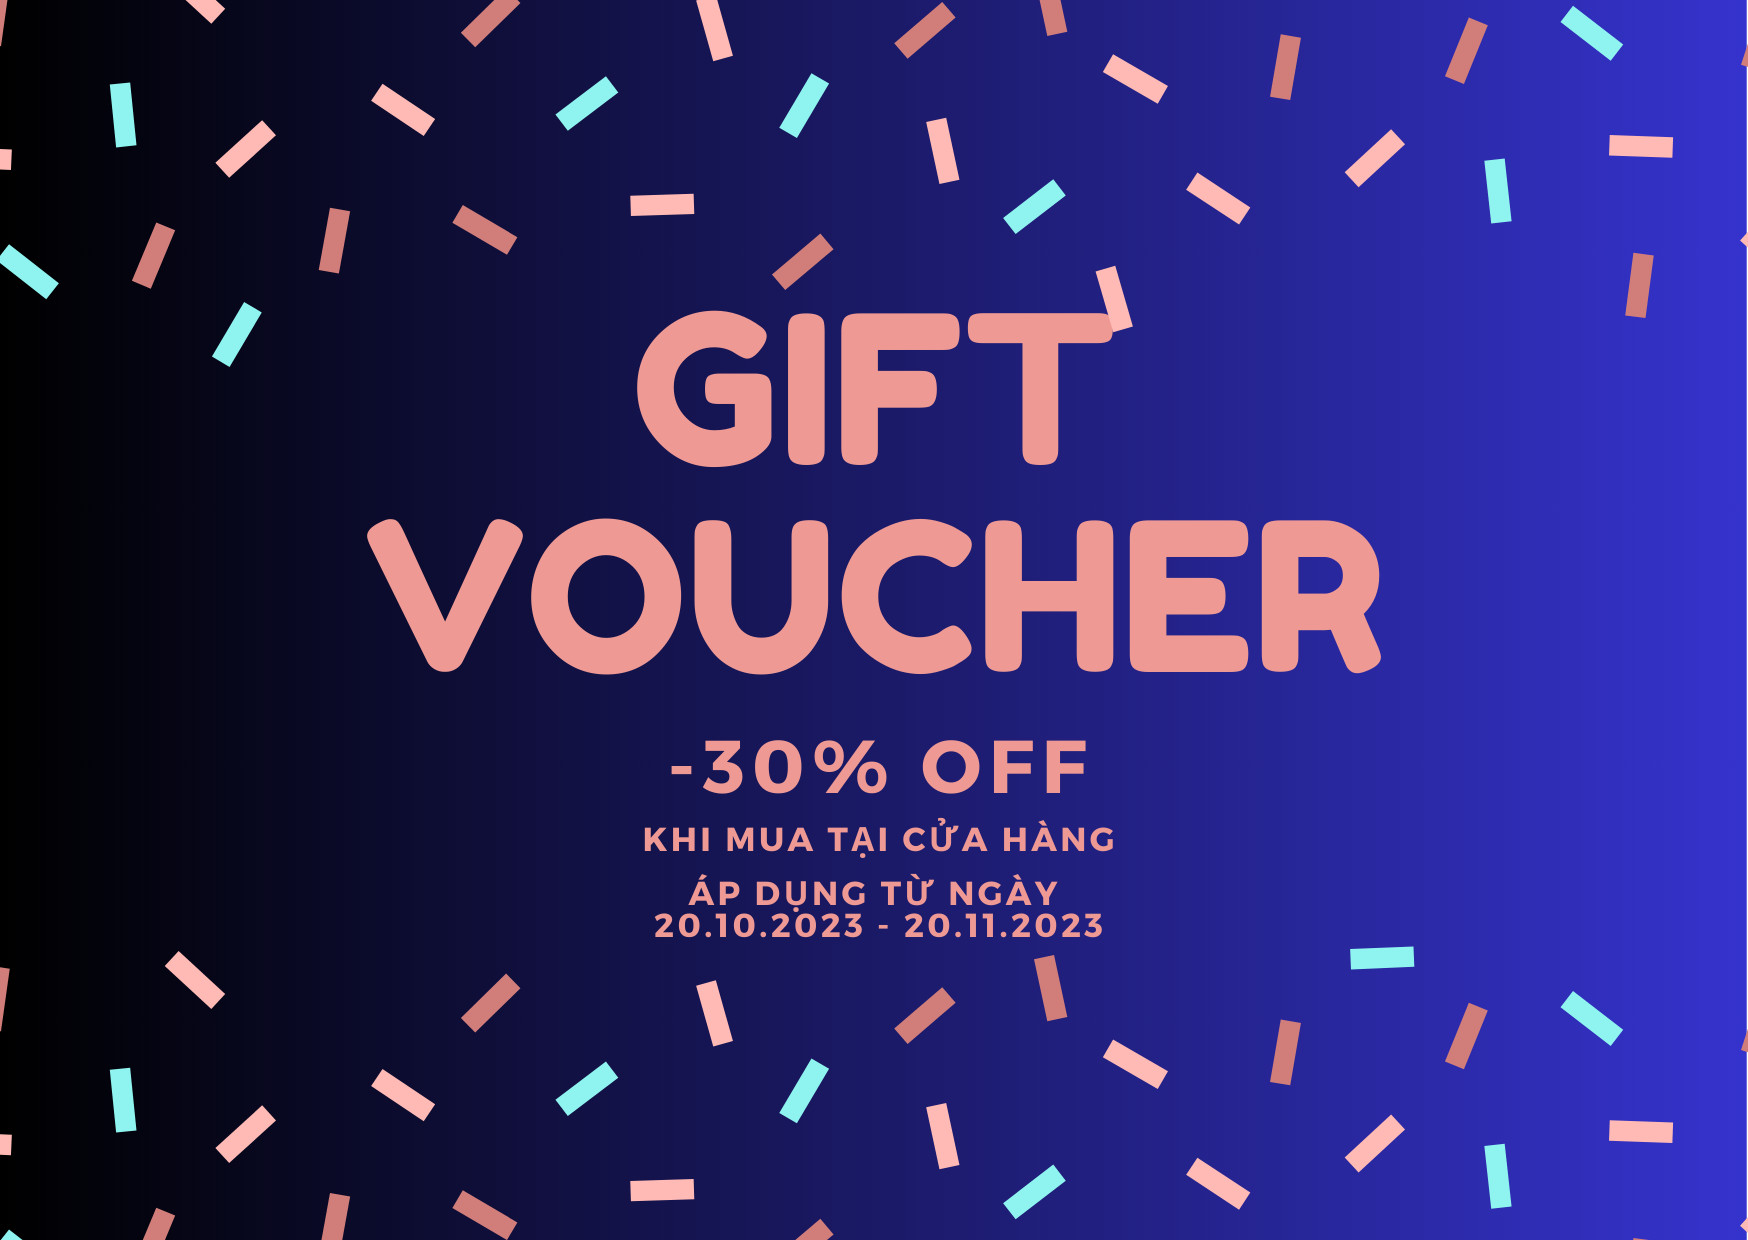 GIFT
VOUCHER
-30% OFF
KHI MUA TẠI CỬA HÀNG
ÁP DỤNG TỪ NGÀY
20.10.2023 - 20.11.2023